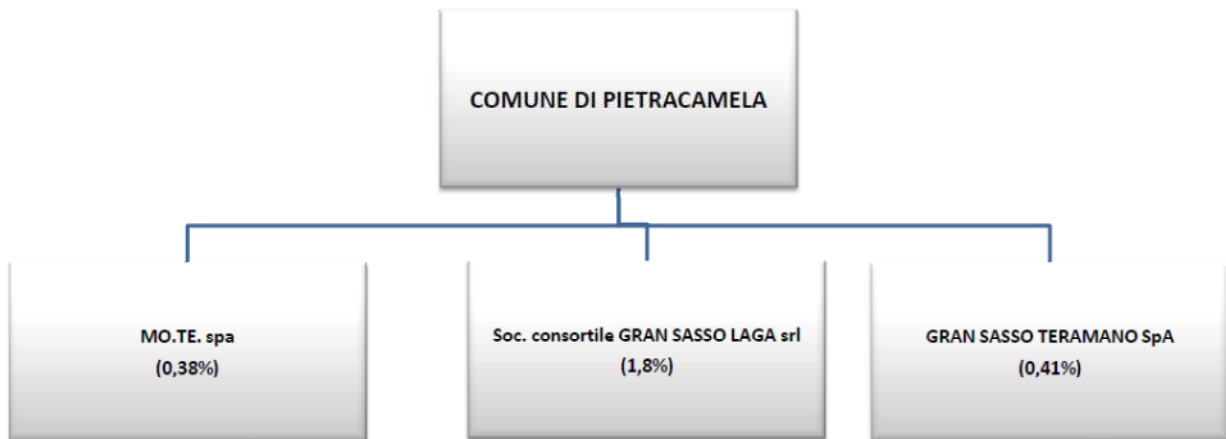 COMUNE DI PIETRACAMELA
MO.TE. spa
(0,38%)
Soc. consortile GRAN SASSO LAGA srl
(1,8%)
GRAN SASSO TERAMANO SpA
(0,41%)